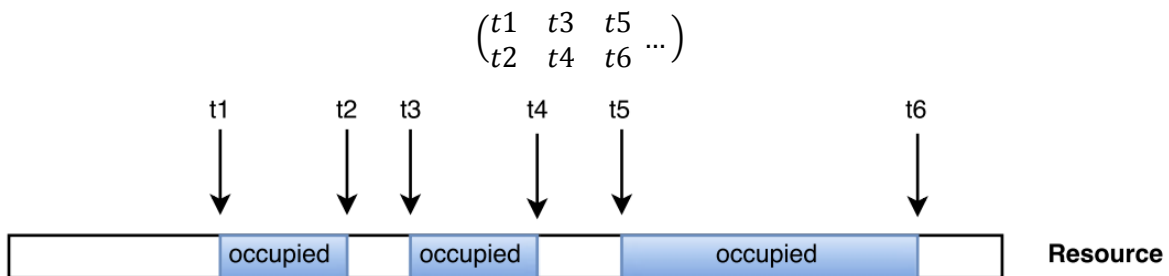 (t1 t3 t5
t2 t4 t6 ...)
t1 t2 t3 t4 t5 t6
occupied occupied occupied Resource